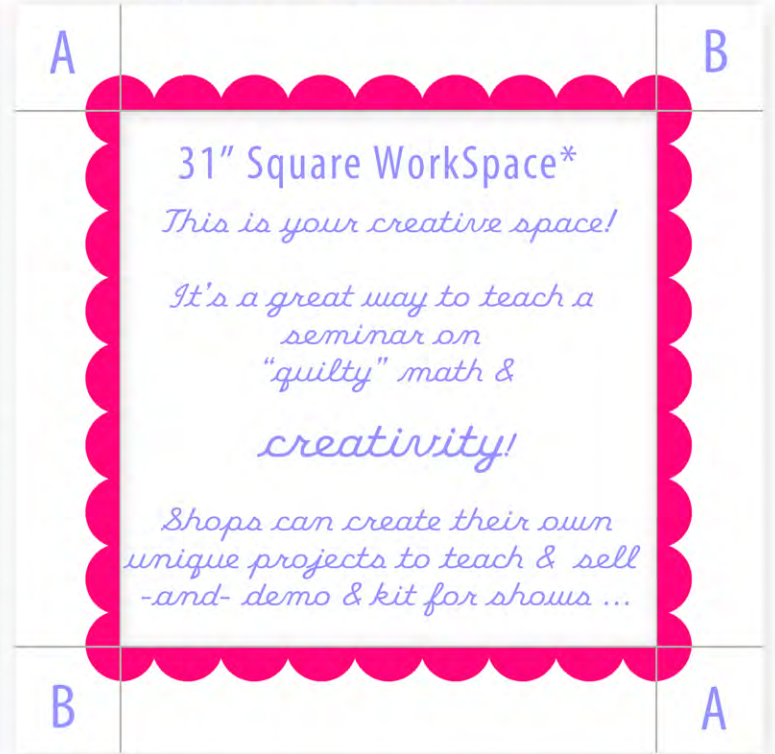 A
B
31" Square WorkSpace*
This is your creative space!
It's a great way to teach a
seminar on
“quilty” math &
creativity!
Shops can create their own
unique projects to teach & sell
-and- demo & kit for shows ...
B
A